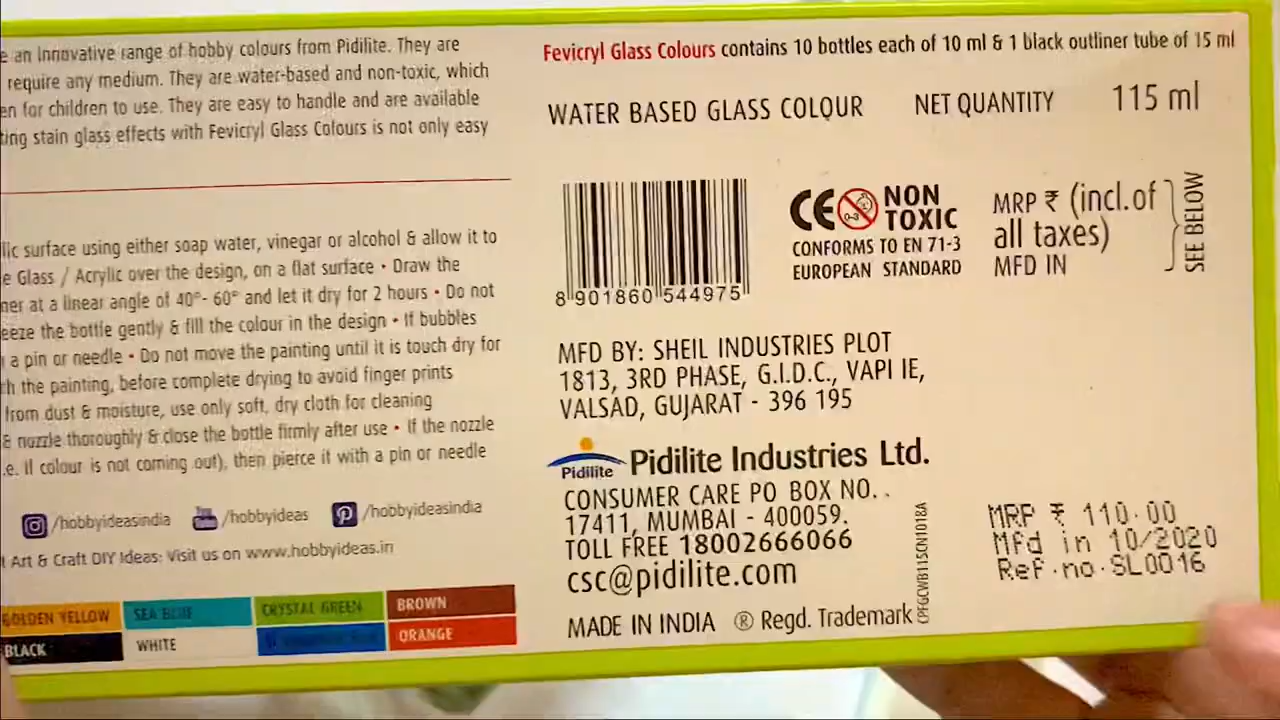 e an innovative range of hobby colours from Pidilite. They are
require any medium. They are water-based and non-toxic, which
en for children to use. They are easy to handle and are available
ting stain glass effects with Fevicryl Glass Colours is not only easy
lic surface using either soap water, vinegar or alcohol & allow it to
e Glass / Acrylic over the design, on a flat surface • Draw the
ner at a linear angle of 40°- 60° and let it dry for 2 hours • Do not
eeze the bottle gently & fill the colour in the design • If bubbles
a pin or needle • Do not move the painting until it is touch dry for
ch the painting, before complete drying to avoid finger prints
from dust & moisture, use only soft, dry cloth for cleaning
& nozzle thoroughly & close the bottle firmly after use • If the nozzle
.e. if colour is not coming out), then pierce it with a pin or needle
/hobbyideasindia /hobbyideas /hobbyideasindia
t Art & Craft DIY Ideas: Visit us on www.hobbyideas.in
GOLDEN YELLOW SEA BLUE CRYSTAL GREEN BROWN
BLACK WHITE ORANGE
Fevicryl Glass Colours contains 10 bottles each of 10 ml & 1 black outliner tube of 15 ml
WATER BASED GLASS COLOUR NET QUANTITY 115 ml
8 901860 544975
CE 0-3 NON TOXIC
CONFORMS TO EN 71-3
EUROPEAN STANDARD
MRP ₹ (incl.of
all taxes)
MFD IN
SEE BELOW
MFD BY: SHEIL INDUSTRIES PLOT
1813, 3RD PHASE, G.I.D.C., VAPI IE,
VALSAD, GUJARAT - 396 195
Pidilite Pidilite Industries Ltd.
CONSUMER CARE PO BOX NO. .
17411, MUMBAI - 400059.
TOLL FREE 18002666066
csc@pidilite.com
MADE IN INDIA ® Regd. Trademark
CPFGCWB115CN1018A
MRP ₹ 110.00
Mfd in 10/2020
Ref.no.SL0016